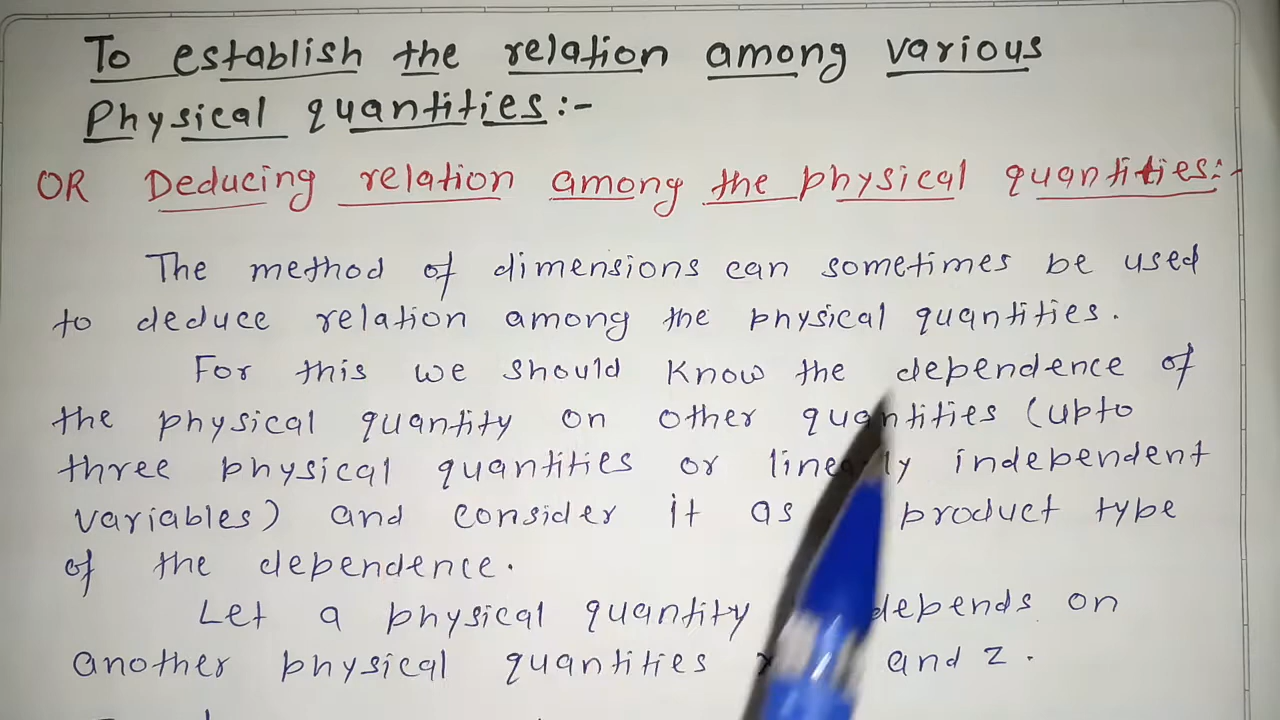 To establish the relation among various
Physical quantities:-
OR Deducing relation among the physical quantities:-
The method of dimensions can sometimes be used
to deduce relation among the physical quantities.
For this we should know the dependence of
the physical quantity on other quantities (upto
three physical quantities or linearly independent
variables) and consider it as product type
of the dependence.
Let a physical quantity depends on
another physical quantities and z.